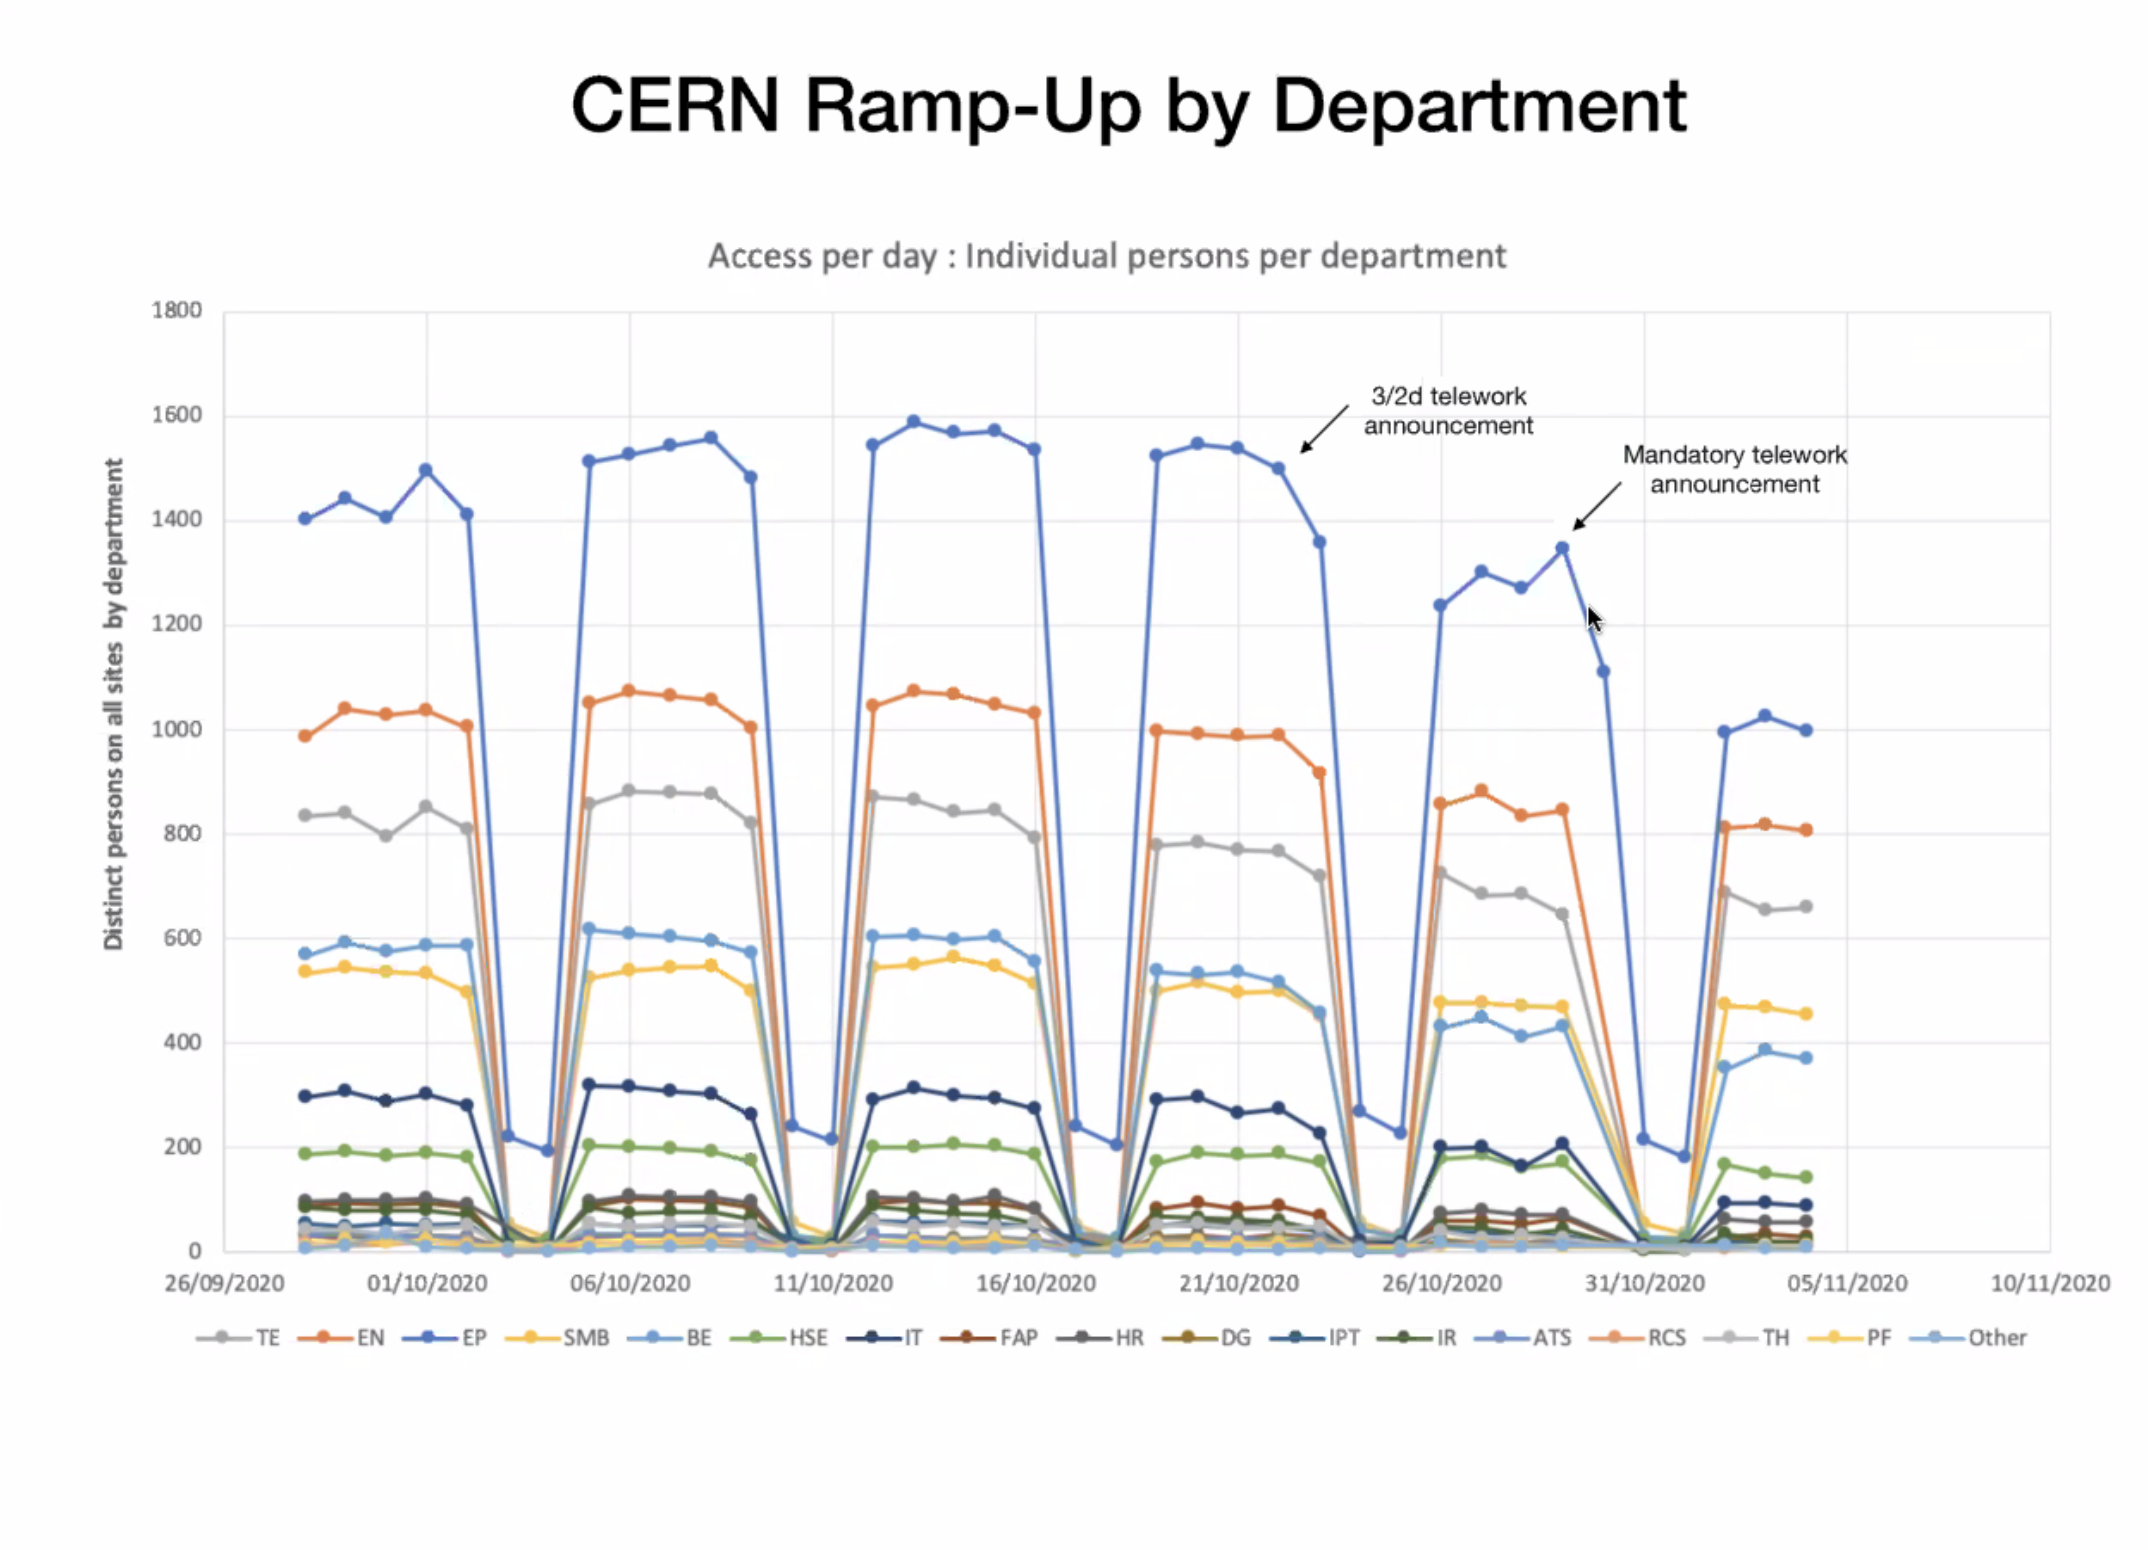 CERN Ramp-Up by Department
Access per day : Individual persons per department
1800
1600
1400
1200
1000
800
600
400
200
0
Distinct persons on all sites by department
3/2d telework
announcement
Mandatory telework
announcement
26/09/2020 01/10/2020 06/10/2020 11/10/2020 16/10/2020 21/10/2020 26/10/2020 31/10/2020 05/11/2020 10/11/2020
TE EN EP SMB BE HSE IT FAP HR DG IPT IR ATS RCS TH PF Other